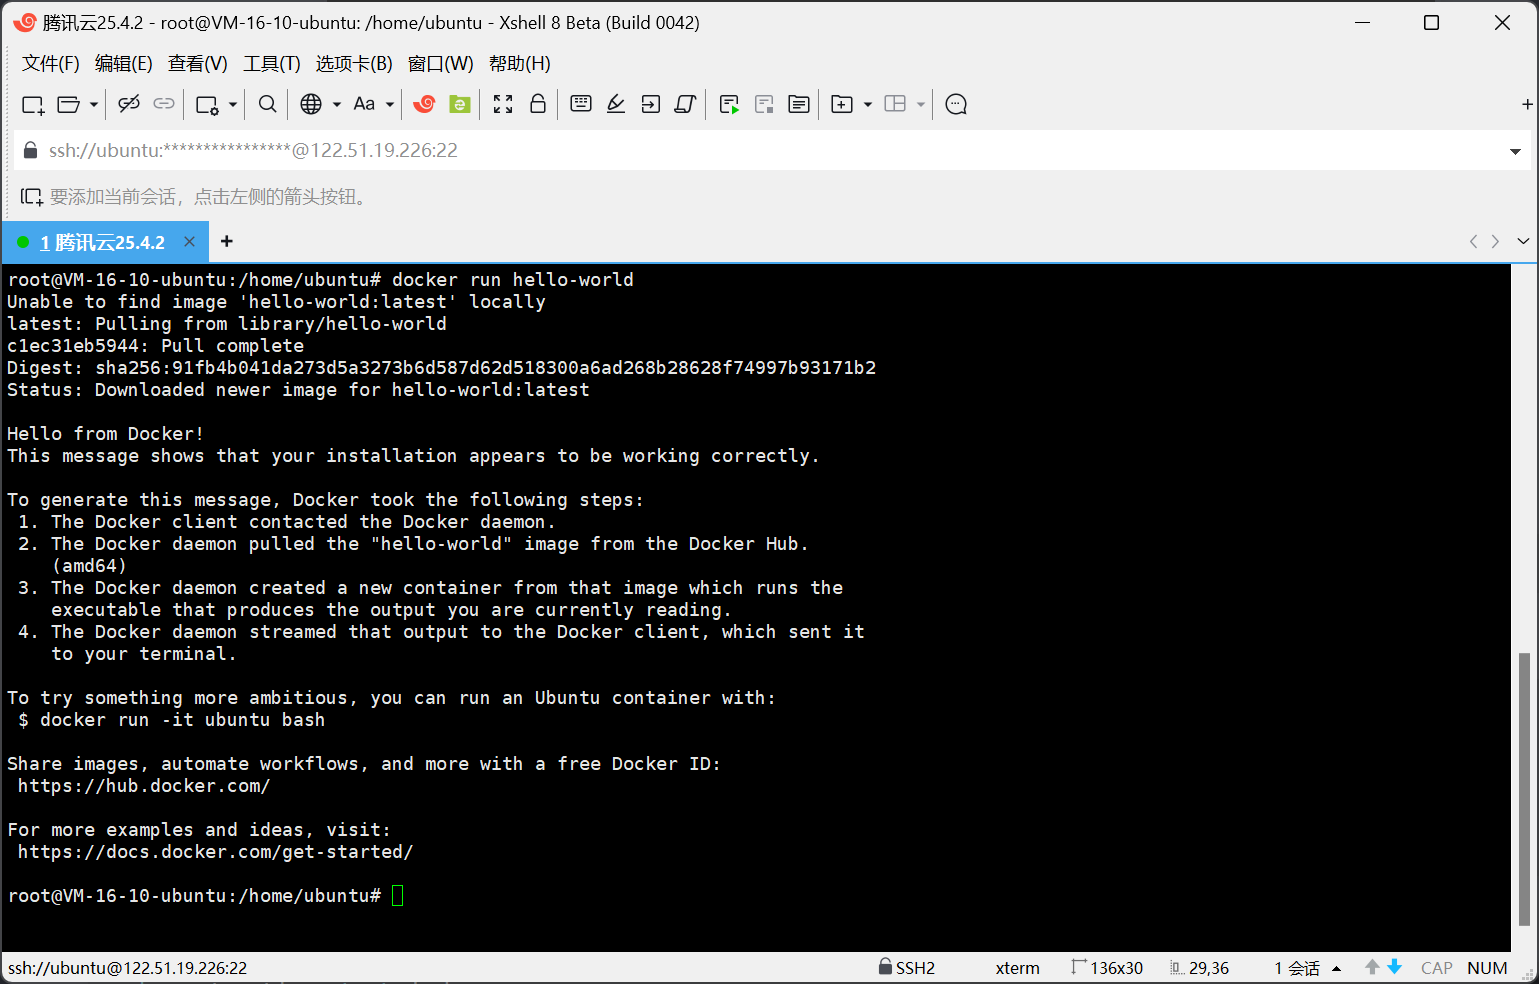 腾讯云25.4.2 - root@VM-16-10-ubuntu: /home/ubuntu - Xshell 8 Beta (Build 0042)
文件(F) 编辑(E) 查看(V) 工具(T) 选项卡(B) 窗口(W) 帮助(H)
Aa
ssh://ubuntu:****************@122.51.19.226:22
要添加当前会话，点击左侧的箭头按钮。
1 腾讯云25.4.2
root@VM-16-10-ubuntu:/home/ubuntu# docker run hello-world
Unable to find image 'hello-world:latest' locally
latest: Pulling from library/hello-world
c1ec31eb5944: Pull complete
Digest: sha256:91fb4b041da273d5a3273b6d587d62d518300a6ad268b28628f74997b93171b2
Status: Downloaded newer image for hello-world:latest
Hello from Docker!
This message shows that your installation appears to be working correctly.
To generate this message, Docker took the following steps:
1. The Docker client contacted the Docker daemon.
2. The Docker daemon pulled the "hello-world" image from the Docker Hub.
(amd64)
3. The Docker daemon created a new container from that image which runs the
executable that produces the output you are currently reading.
4. The Docker daemon streamed that output to the Docker client, which sent it
to your terminal.
To try something more ambitious, you can run an Ubuntu container with:
$ docker run -it ubuntu bash
Share images, automate workflows, and more with a free Docker ID:
https://hub.docker.com/
For more examples and ideas, visit:
https://docs.docker.com/get-started/
root@VM-16-10-ubuntu:/home/ubuntu#
ssh://ubuntu@122.51.19.226:22 SSH2 xterm 136x30 29,36 1 会话 CAP NUM